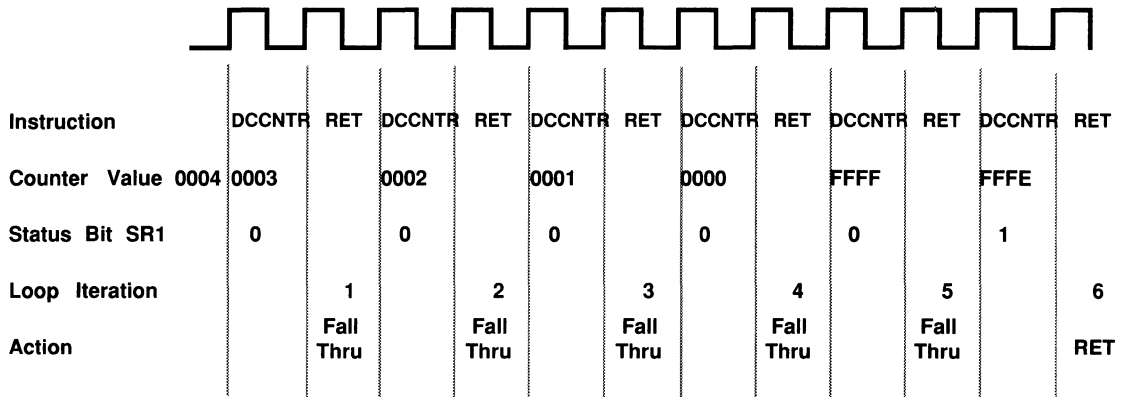 Instruction DCCNTR RET DCCNTR RET DCCNTR RET DCCNTR RET DCCNTR RET DCCNTR RET
Counter Value 0004 0003 0002 0001 0000 FFFF FFFE
Status Bit SR1 0 0 0 0 0 1
Loop Iteration 1 2 3 4 5 6
Fall Fall Fall Fall Fall
Action Thru Thru Thru Thru Thru RET